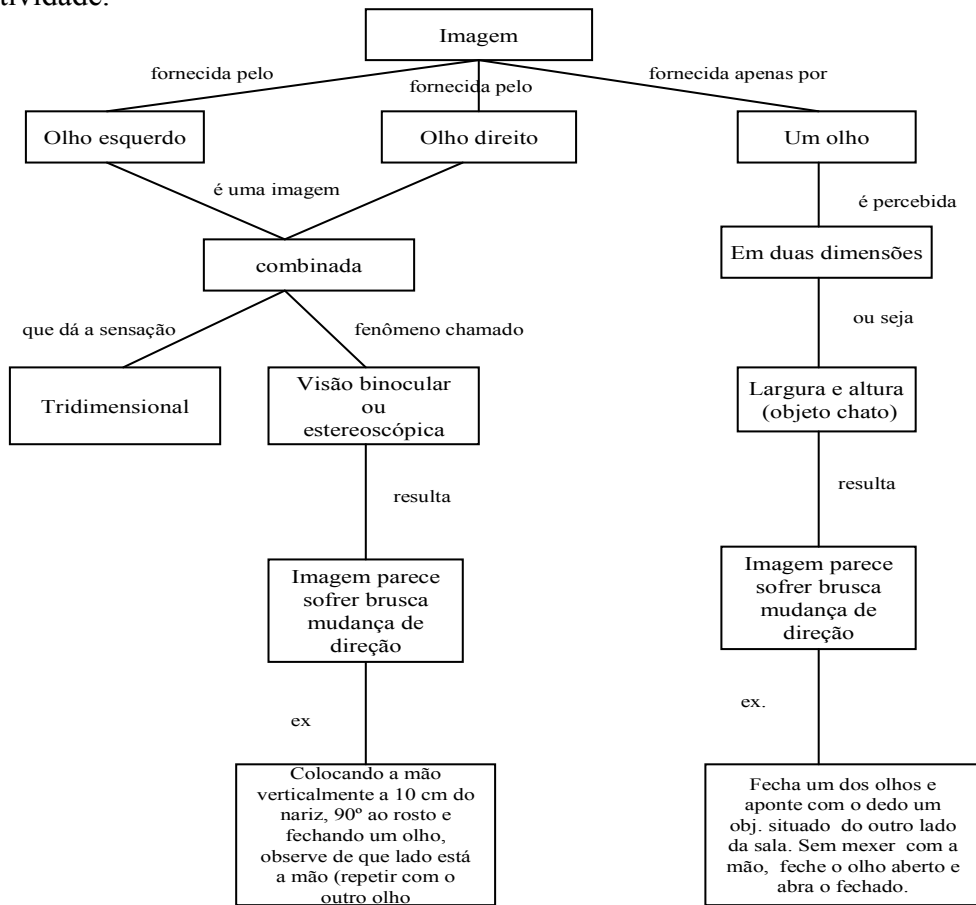 tividade.
Imagem
fornecida pelo
fornecida pelo
fornecida apenas por
Olho esquerdo
Olho direito
Um olho
é uma imagem
é percebida
combinada
Em duas dimensões
que dá a sensação
fenômeno chamado
ou seja
Tridimensional
Visão binocular
ou
estereoscópica
Largura e altura
(objeto chato)
resulta
resulta
Imagem parece
sofrer brusca
mudança de
direção
Imagem parece
sofrer brusca
mudança de
direção
ex
ex.
Colocando a mão
verticalmente a 10 cm do
nariz, 90º ao rosto e
fechando um olho,
observe de que lado está
a mão (repetir com o
outro olho
Fecha um dos olhos e
aponte com o dedo um
obj. situado do outro lado
da sala. Sem mexer com a
mão, feche o olho aberto e
abra o fechado.